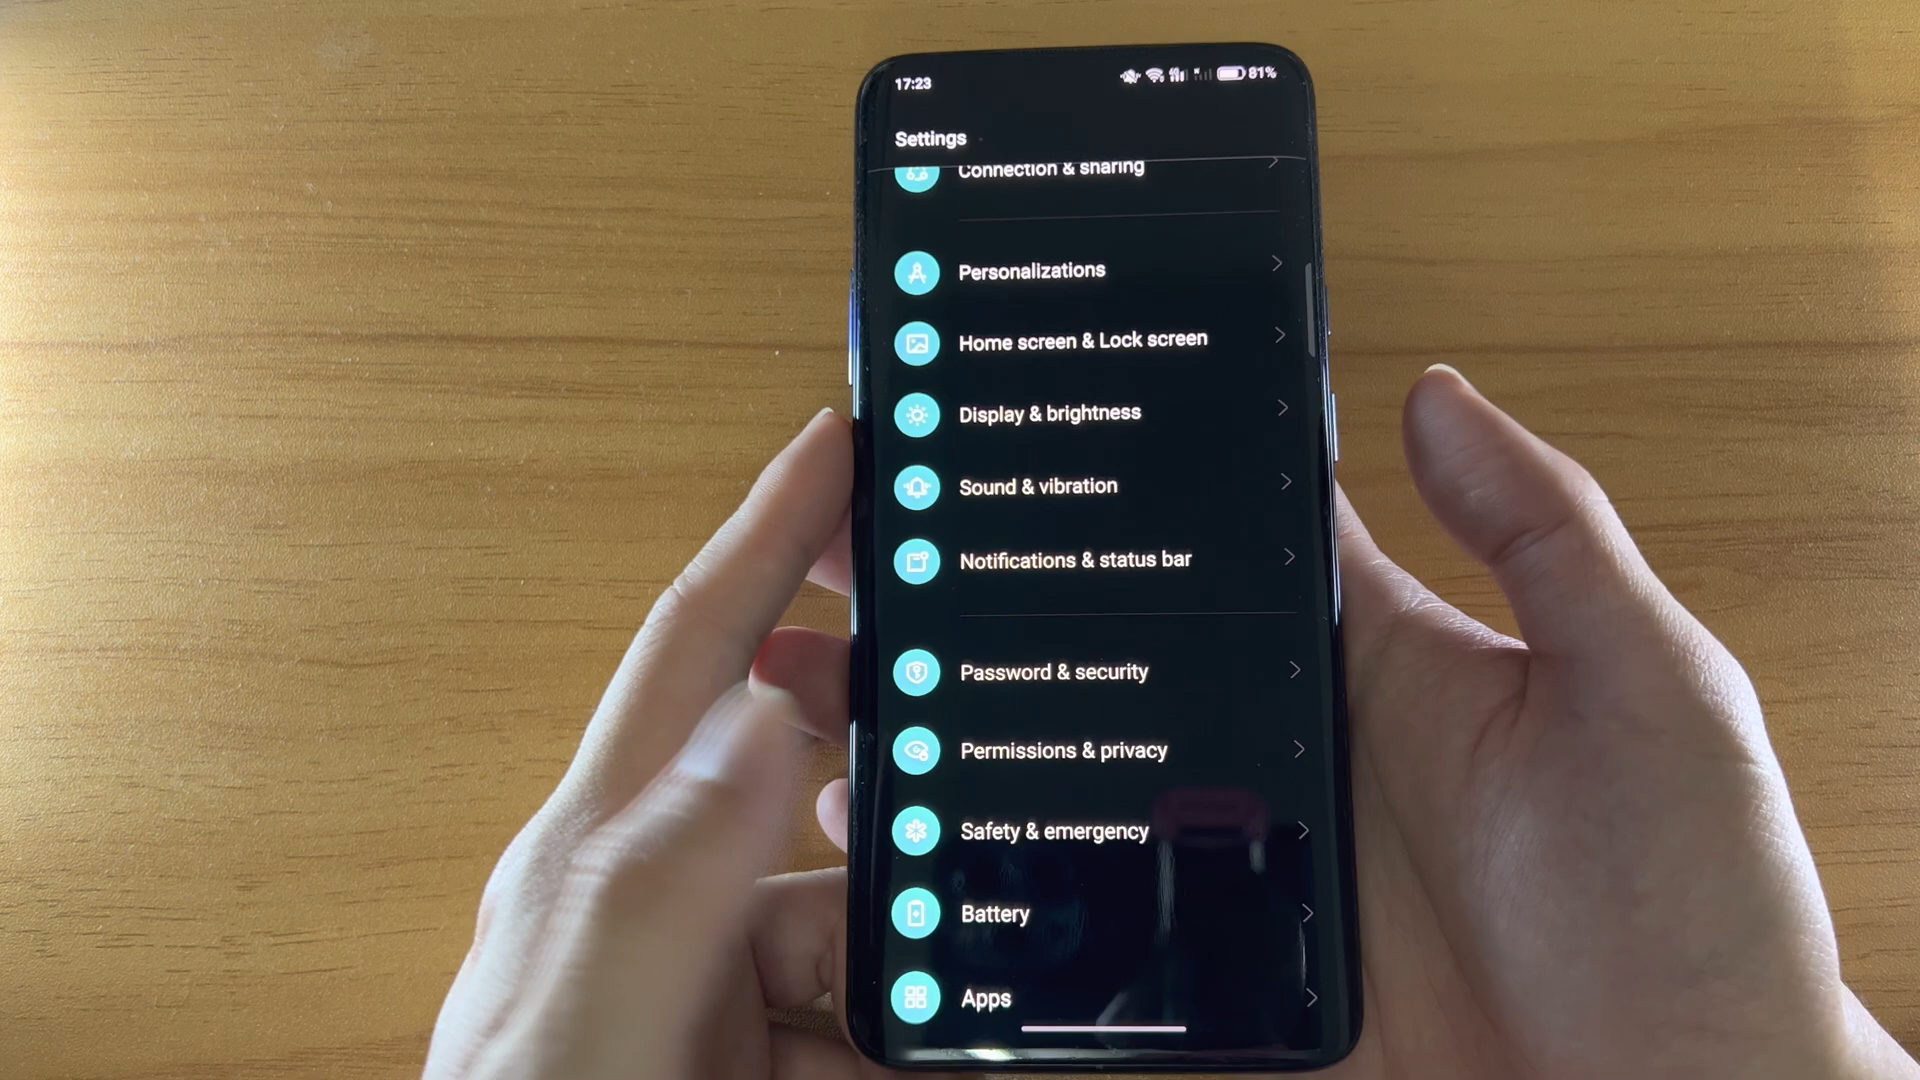 17:23
81%
Settings
Connection & sharing
Personalizations
Home screen & Lock screen
Display & brightness
Sound & vibration
Notifications & status bar
Password & security
Permissions & privacy
Safety & emergency
Battery
Apps